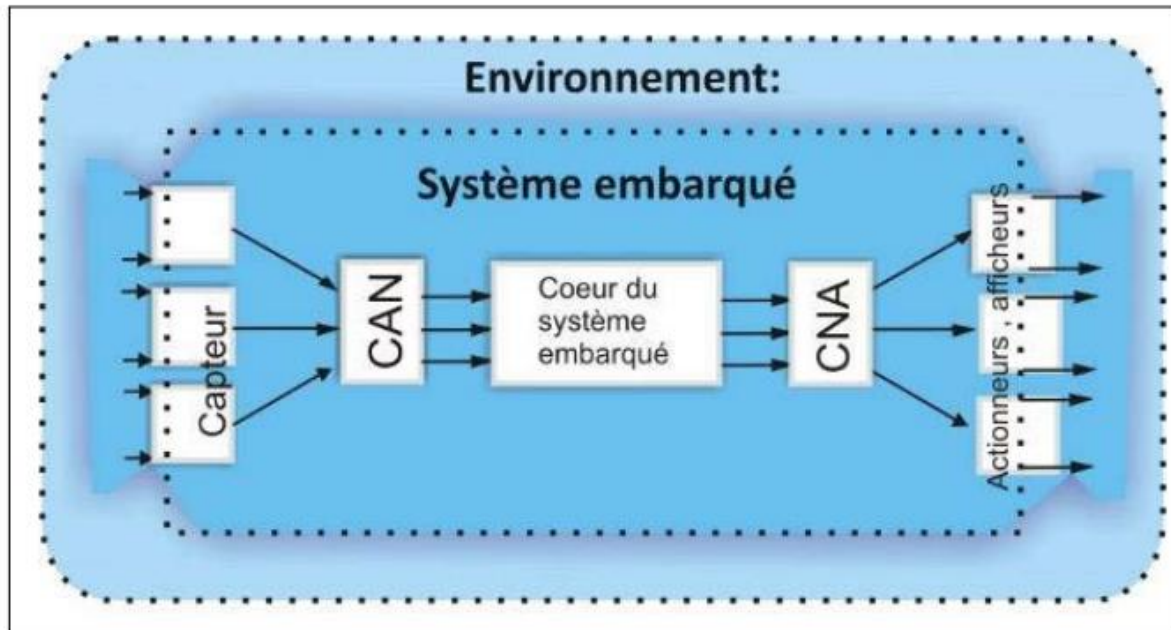 Environnement:
Système embarqué
Capteur
CAN
Coeur du
système
embarqué
CNA
Actionneurs , afficheurs